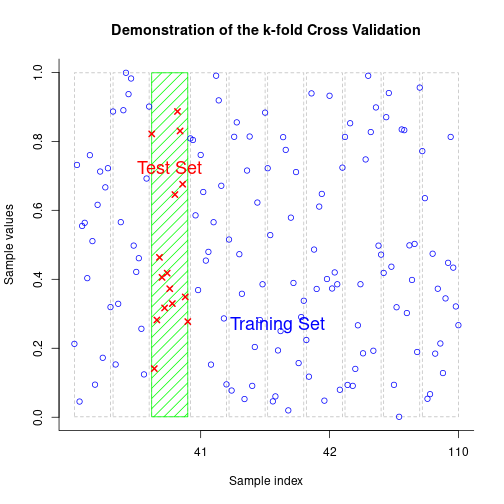 Demonstration of the k-fold Cross Validation
Sample values
1.0
0.8
0.6
0.4
0.2
0.0
Test Set
Training Set
41
42
110
Sample index